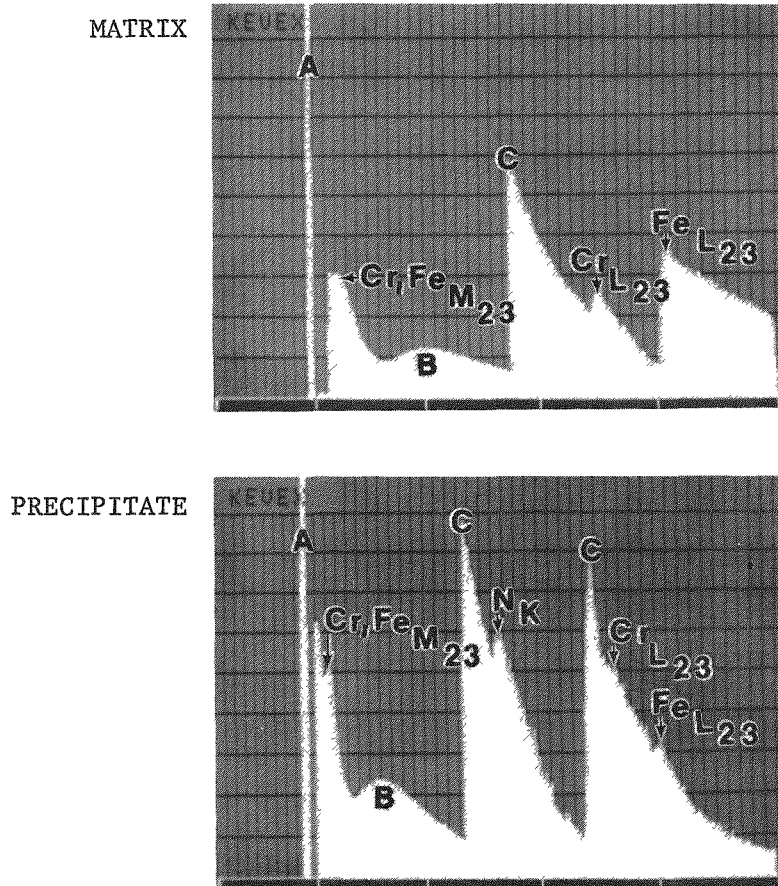 MATRIX
KEVEX
A
C
Fe L23
Cr L23
Cr, Fe M23
B
PRECIPITATE
KEVEX
A
C
C
N K
Cr, Fe M23
Cr L23
Fe L23
B